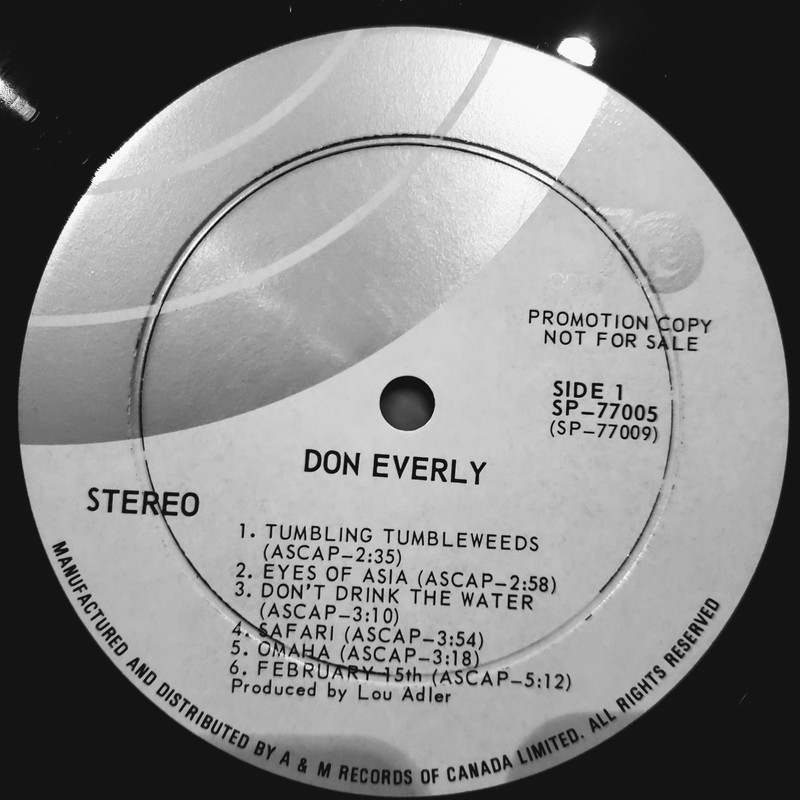 PROMOTION COPY
NOT FOR SALE
SIDE 1
SP-77005
(SP-77009)
DON EVERLY
STEREO
1. TUMBLING TUMBLEWEEDS
(ASCAP-2:35)
2. EYES OF ASIA (ASCAP-2:58)
3. DON'T DRINK THE WATER
(ASCAP-3:10)
4. SAFARI (ASCAP-3:54)
5. OMAHA (ASCAP-3:18)
6. FEBRUARY 15th (ASCAP-5:12)
Produced by Lou Adler
MANUFACTURED AND DISTRIBUTED BY A & M RECORDS OF CANADA LIMITED. ALL RIGHTS RESERVED